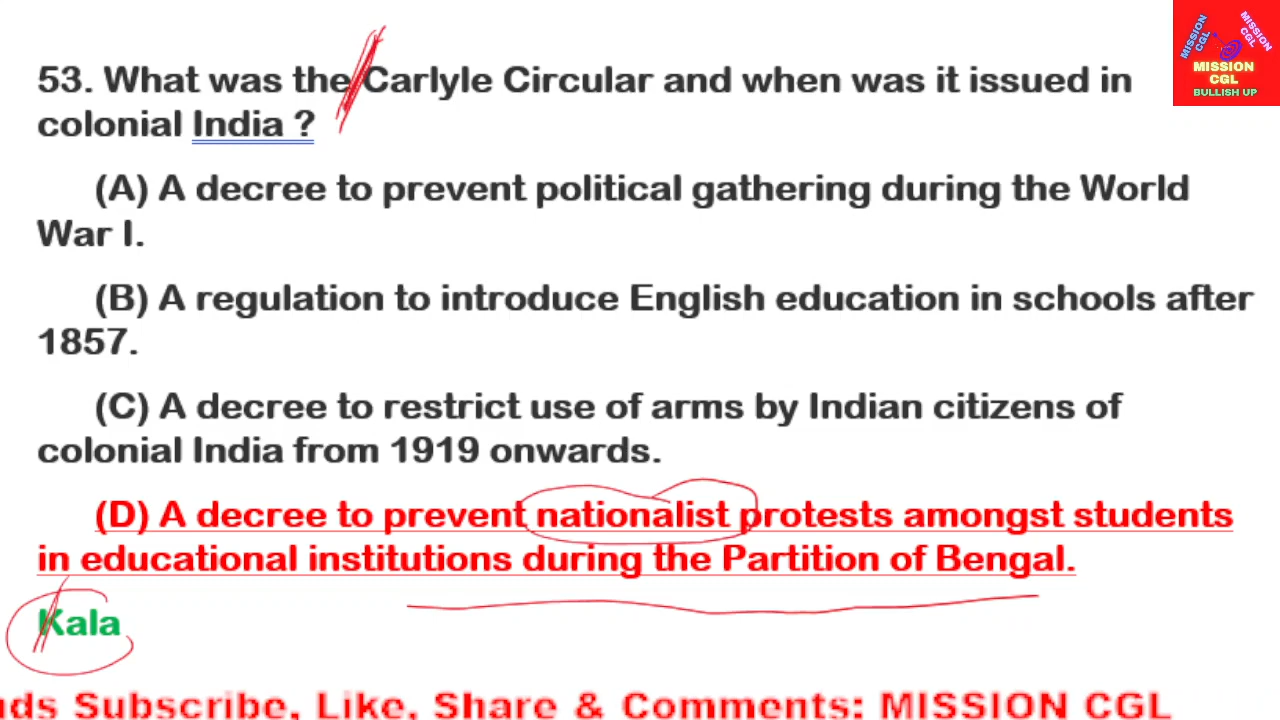 MISSION
CGL
MISSION
CGL
MISSION
CGL
BULLISH UP
53. What was the Carlyle Circular and when was it issued in
colonial India ?
(A) A decree to prevent political gathering during the World
War I.
(B) A regulation to introduce English education in schools after
1857.
(C) A decree to restrict use of arms by Indian citizens of
colonial India from 1919 onwards.
(D) A decree to prevent nationalist protests amongst students
in educational institutions during the Partition of Bengal.
Kala
nds Subscribe, Like, Share & Comments: MISSION CGL